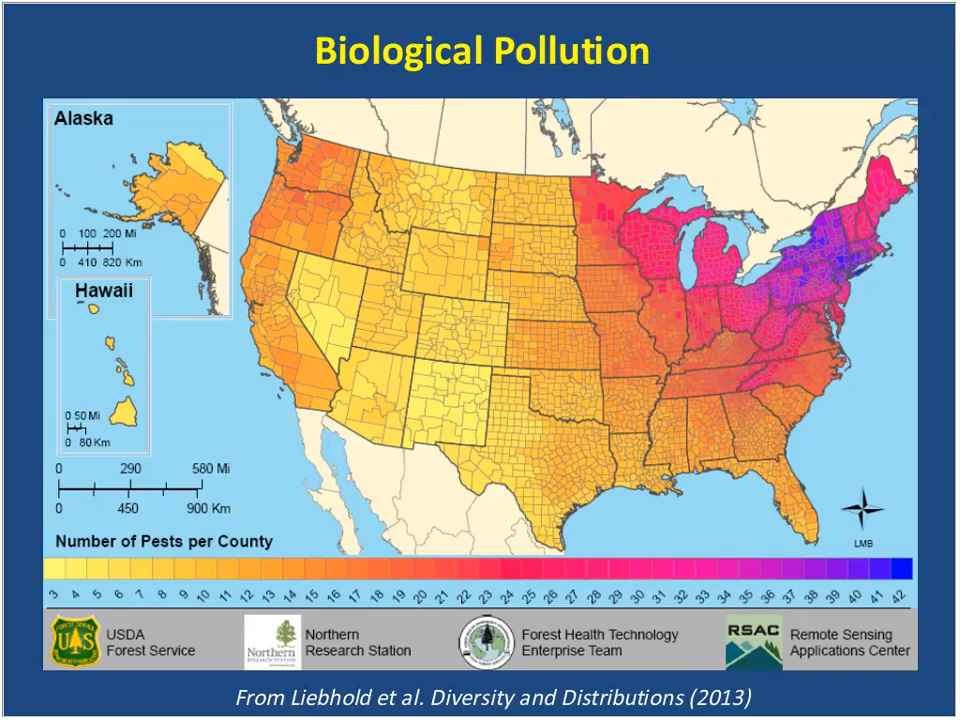 Biological Pollution
Alaska
0 100 200 Mi
0 410 820 Km
Hawaii
0 50 Mi
0 80 Km
0 290 580 Mi
0 450 900 Km
LMB
Number of Pests per County
3 4 5 6 7 8 9 10 11 12 13 14 15 16 17 18 19 20 21 22 23 24 25 26 27 28 29 30 31 32 33 34 35 36 37 38 39 40 41 42
FOREST SERVICE
U S
USDA
Forest Service
Northern
RESEARCH STATION
Northern
Research Station
Forest Health Technology
Enterprise Team
RSAC
Remote Sensing
Applications Center
From Liebhold et al. Diversity and Distributions (2013)